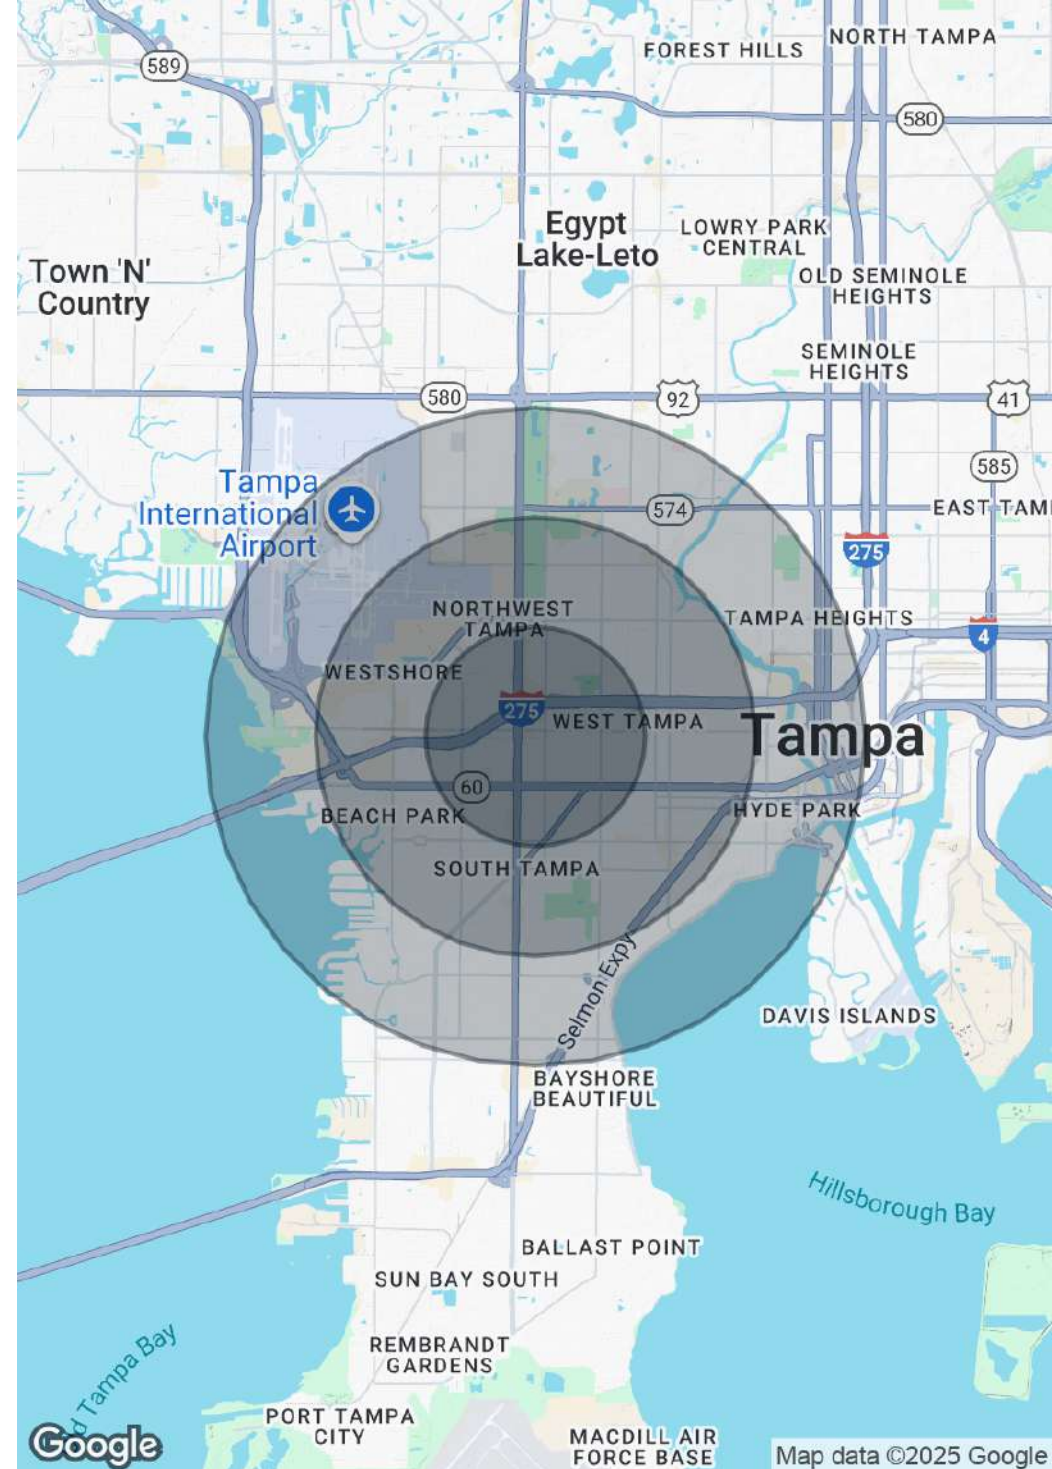 NORTH TAMPA
FOREST HILLS
589
580
Egypt
Lake-Leto
LOWRY PARK
CENTRAL
Town 'N'
Country
OLD SEMINOLE
HEIGHTS
SEMINOLE
HEIGHTS
580
92
41
585
Tampa
International
Airport
574
EAST TAM
275
NORTHWEST
TAMPA
TAMPA HEIGHTS
4
WESTSHORE
275
WEST TAMPA
Tampa
60
BEACH PARK
HYDE PARK
SOUTH TAMPA
Selmon Expy
DAVIS ISLANDS
BAYSHORE
BEAUTIFUL
Hillsborough Bay
BALLAST POINT
SUN BAY SOUTH
REMBRANDT
GARDENS
d Tampa Bay
PORT TAMPA
CITY
MACDILL AIR
FORCE BASE
Google
Map data ©2025 Google